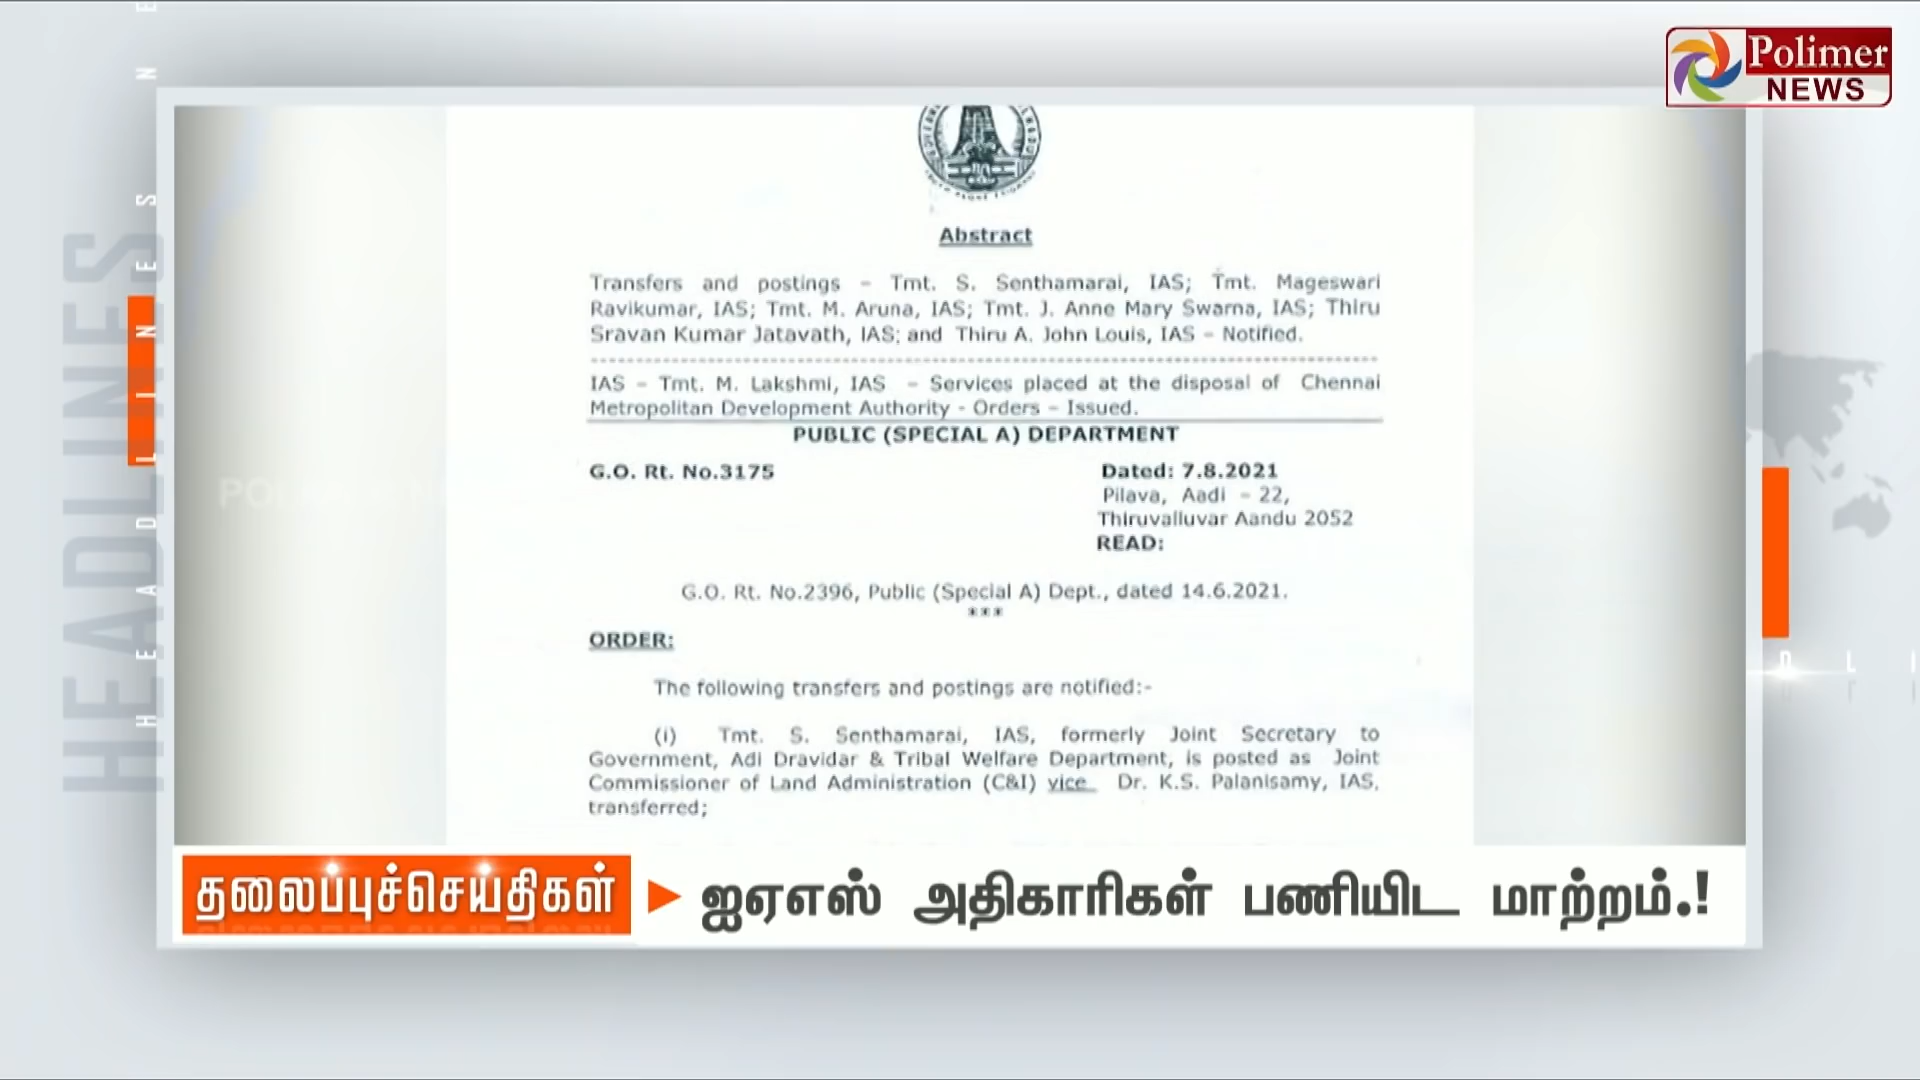 Polimer
NEWS
HEADLINES
HEADLINES
Abstract
Transfers and postings – Tmt. S. Senthamarai, IAS; Tmt. Mageswari
Ravikumar, IAS; Tmt. M. Aruna, IAS; Tmt. J. Anne Mary Swarna, IAS; Thiru
Sravan Kumar Jatavath, IAS; and Thiru A. John Louis, IAS – Notified.
IAS – Tmt. M. Lakshmi, IAS – Services placed at the disposal of Chennai
Metropolitan Development Authority - Orders – Issued.
PUBLIC (SPECIAL A) DEPARTMENT
G.O. Rt. No.3175
Dated: 7.8.2021
Pilava, Aadi – 22,
Thiruvalluvar Aandu 2052
READ:
G.O. Rt. No.2396, Public (Special A) Dept., dated 14.6.2021.
***
ORDER:
The following transfers and postings are notified:-
(i) Tmt. S. Senthamarai, IAS, formerly Joint Secretary to
Government, Adi Dravidar & Tribal Welfare Department, is posted as Joint
Commissioner of Land Administration (C&I) vice Dr. K.S. Palanisamy, IAS,
transferred;
தலைப்புச்செய்திகள்
ஐஏஎஸ் அதிகாரிகள் பணியிட மாற்றம்.!